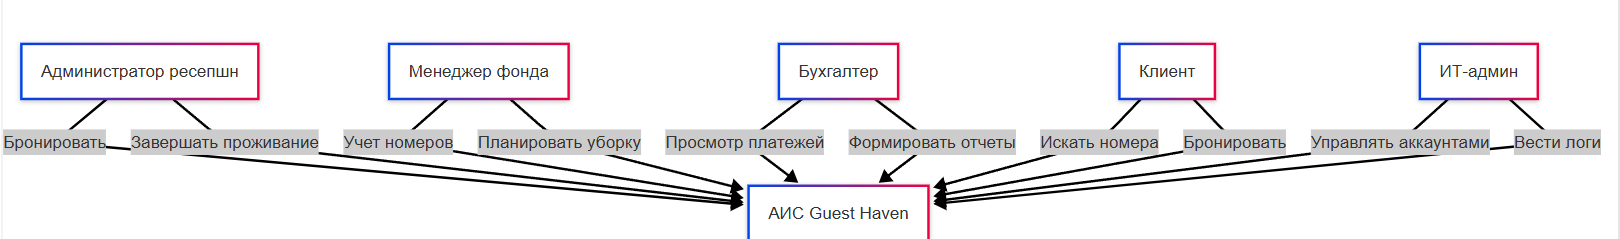 Администратор ресепшн
Менеджер фонда
Бухгалтер
Клиент
ИТ-админ
Бронировать
Завершать проживание
Учет номеров
Планировать уборку
Просмотр платежей
Формировать отчеты
Искать номера
Бронировать
Управлять аккаунтами
Вести логи
АИС Guest Haven